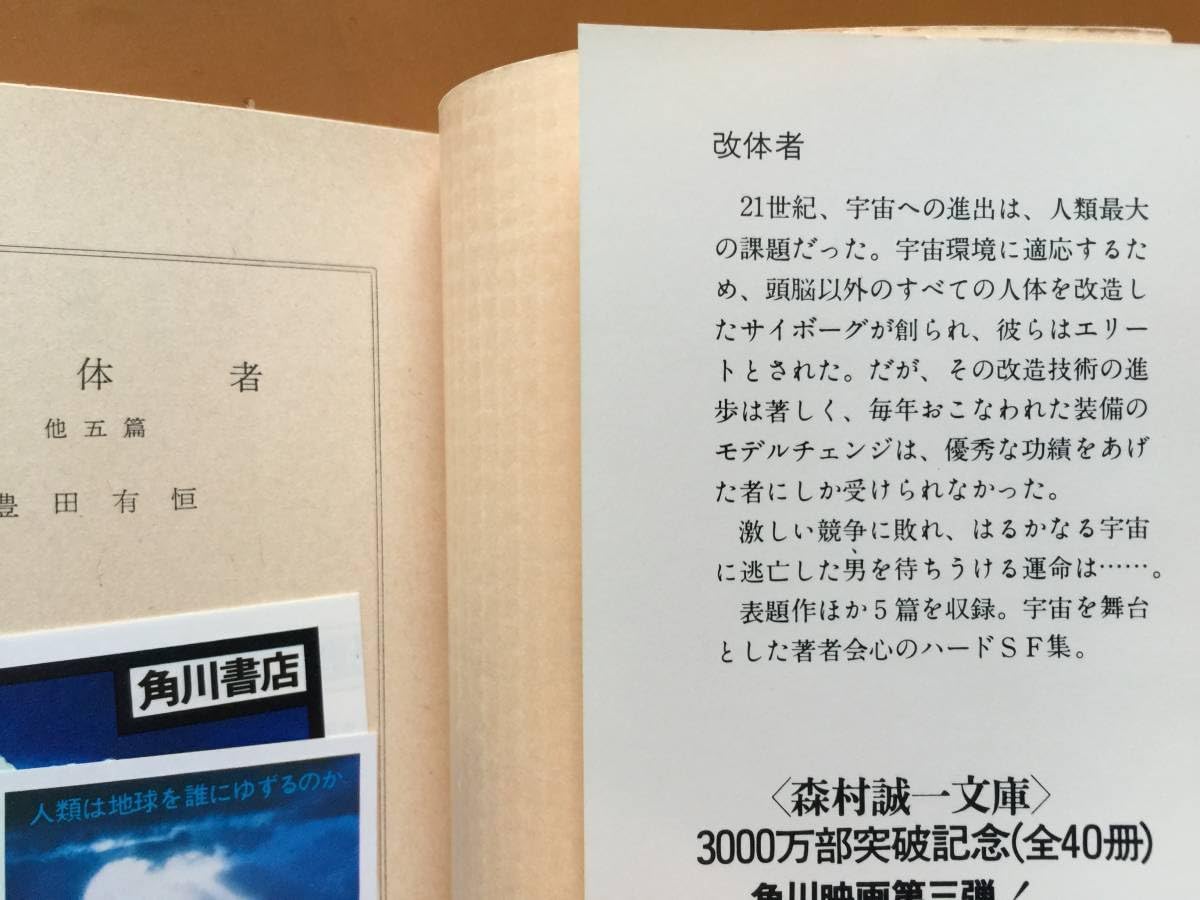 体者
他五篇
豊田有恒
角川書店
人類は地球を誰にゆずるのか
改体者
21世紀、宇宙への進出は、人類最大
の課題だった。宇宙環境に適応するた
め、頭脳以外のすべての人体を改造し
たサイボーグが創られ、彼らはエリー
トとされた。だが、その改造技術の進
歩は著しく、毎年おこなわれた装備の
モデルチェンジは、優秀な功績をあげ
た者にしか受けられなかった。
激しい競争に敗れ、はるかなる宇宙
に逃亡した男を待ちうける運命は……。
表題作ほか5篇を収録。宇宙を舞台
とした著者会心のハードSF集。
〈森村誠一文庫〉
3000万部突破記念(全40冊)
角川映画第三弾!